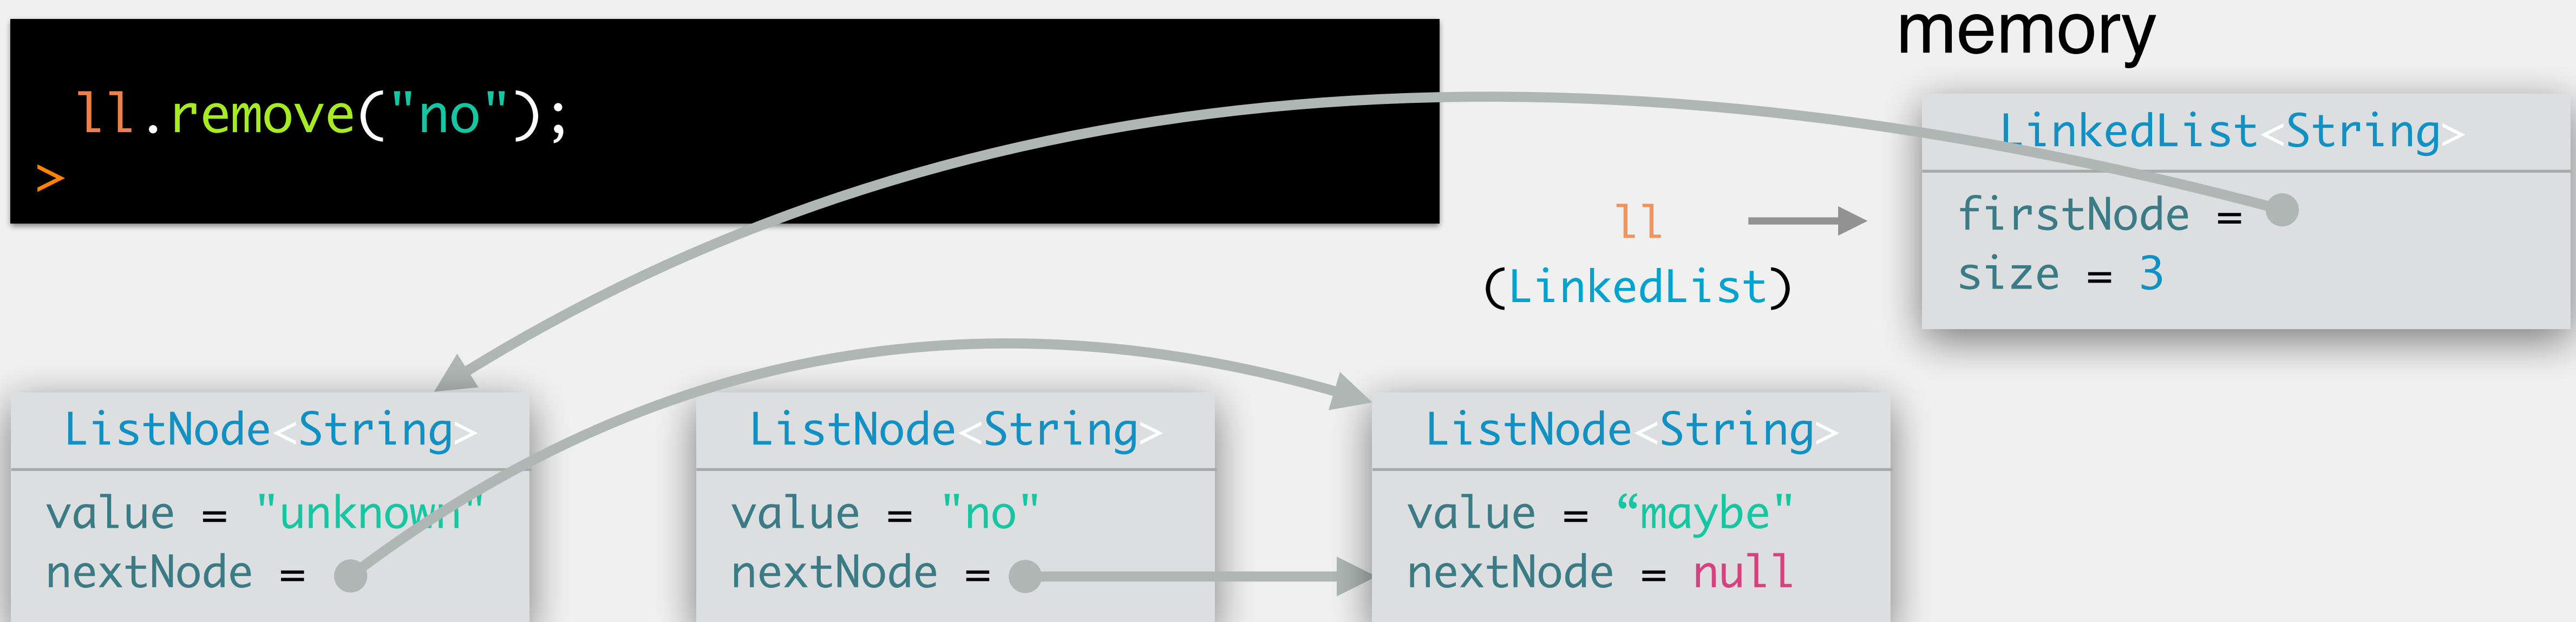 memory
ll.remove("no");
>
LinkedList<String>
firstNode =
size = 3
ll
(LinkedList)
ListNode<String>
value = "unknown"
nextNode =
ListNode<String>
value = "no"
nextNode =
ListNode<String>
value = “maybe"
nextNode = null